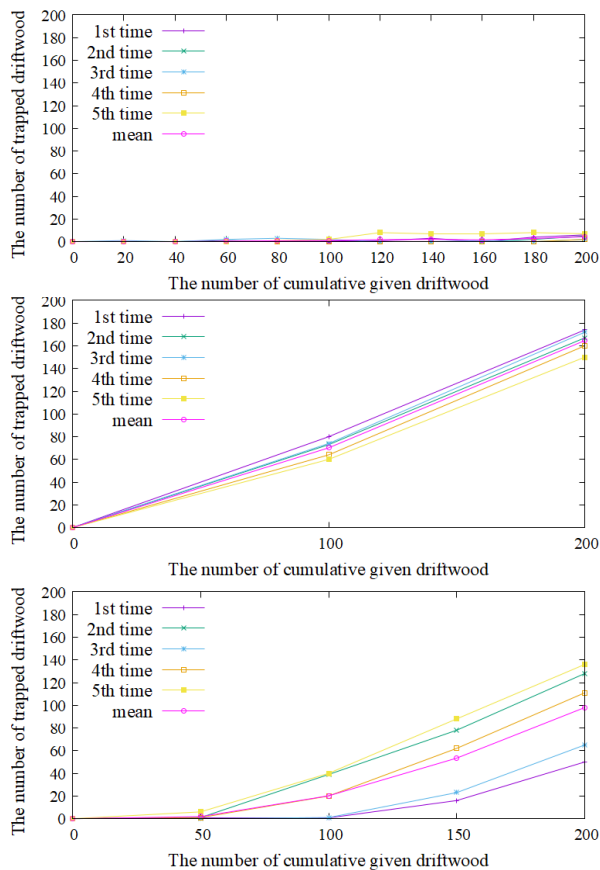 The number of trapped driftwood
200
180
160
140
120
100
80
60
40
20
0
1st time
2nd time
3rd time
4th time
5th time
mean
0 20 40 60 80 100 120 140 160 180 200
The number of cumulative given driftwood
The number of trapped driftwood
200
180
160
140
120
100
80
60
40
20
0
1st time
2nd time
3rd time
4th time
5th time
mean
0 100 200
The number of cumulative given driftwood
The number of trapped driftwood
200
180
160
140
120
100
80
60
40
20
0
1st time
2nd time
3rd time
4th time
5th time
mean
0 50 100 150 200
The number of cumulative given driftwood